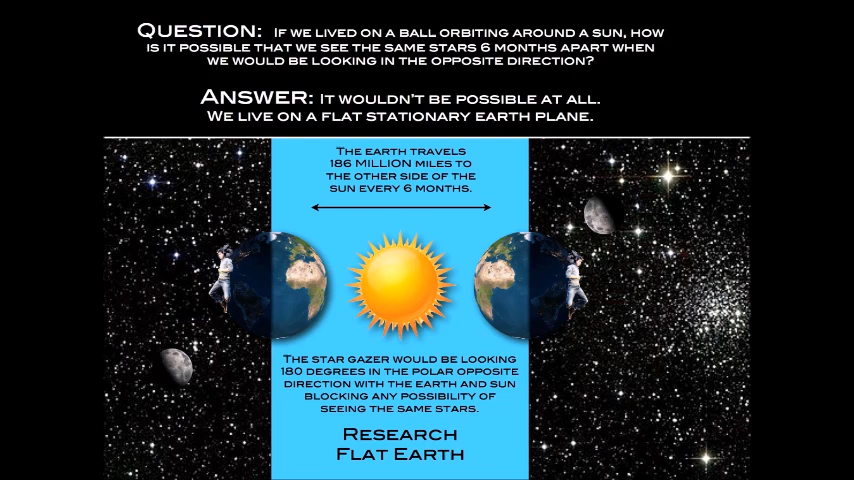 QUESTION: IF WE LIVED ON A BALL ORBITING AROUND A SUN, HOW
IS IT POSSIBLE THAT WE SEE THE SAME STARS 6 MONTHS APART WHEN
WE WOULD BE LOOKING IN THE OPPOSITE DIRECTION?
ANSWER: IT WOULDN'T BE POSSIBLE AT ALL.
WE LIVE ON A FLAT STATIONARY EARTH PLANE.
THE EARTH TRAVELS
186 MILLION MILES TO
THE OTHER SIDE OF THE
SUN EVERY 6 MONTHS.
THE STAR GAZER WOULD BE LOOKING
180 DEGREES IN THE POLAR OPPOSITE
DIRECTION WITH THE EARTH AND SUN
BLOCKING ANY POSSIBILITY OF
SEEING THE SAME STARS.
RESEARCH
FLAT EARTH